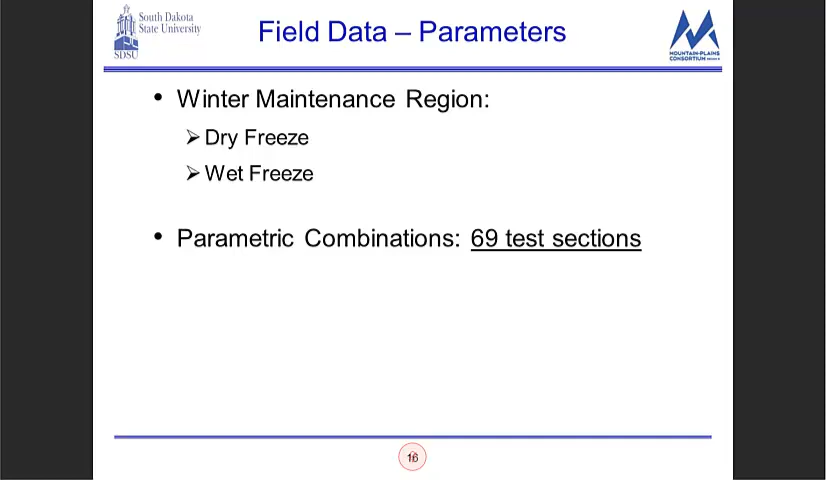 South Dakota
State University
SDSU
Field Data – Parameters
MOUNTAIN-PLAINS
CONSORTIUM
• Winter Maintenance Region:
➢ Dry Freeze
➢ Wet Freeze
• Parametric Combinations: 69 test sections
16